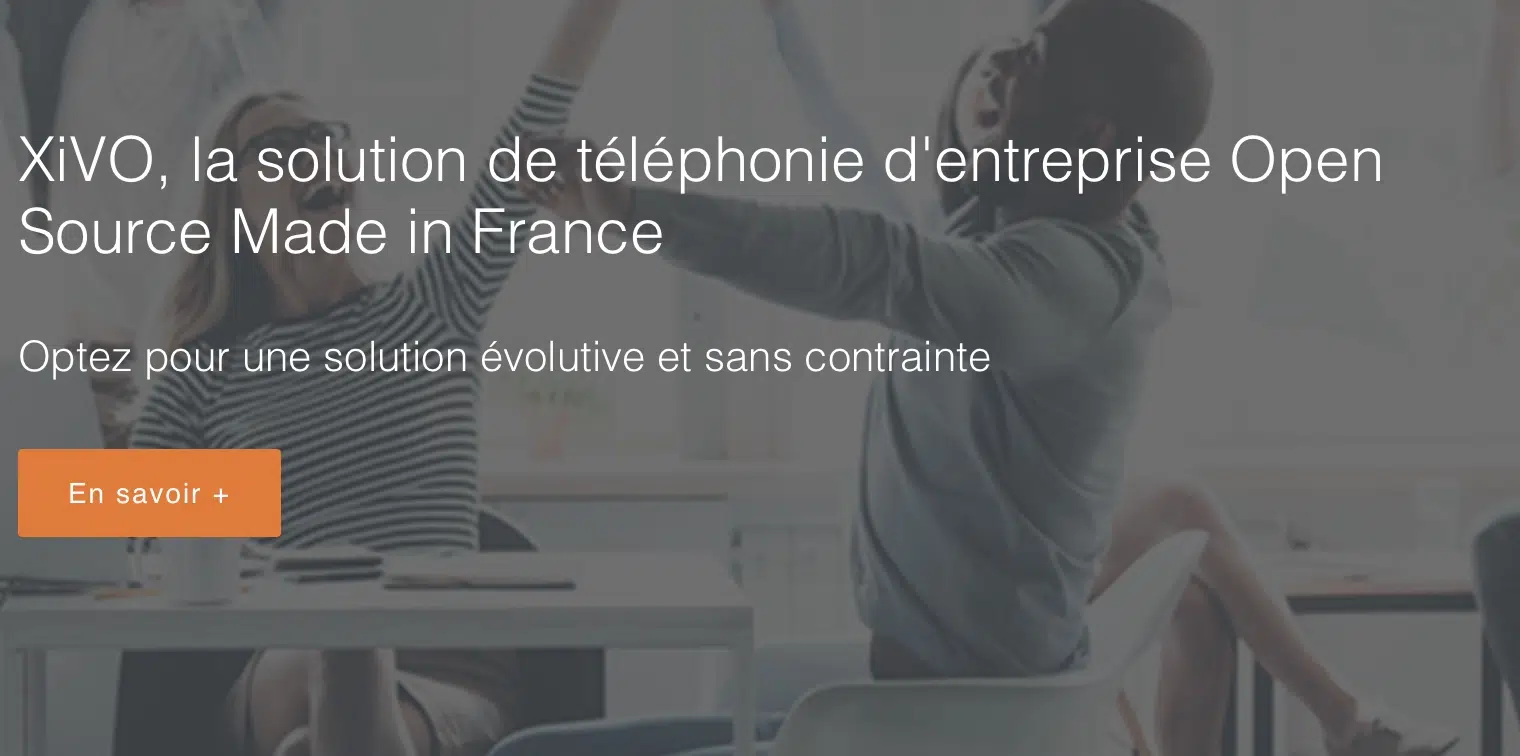 XiVO, la solution de téléphonie d'entreprise Open
Source Made in France
Optez pour une solution évolutive et sans contrainte
En savoir +